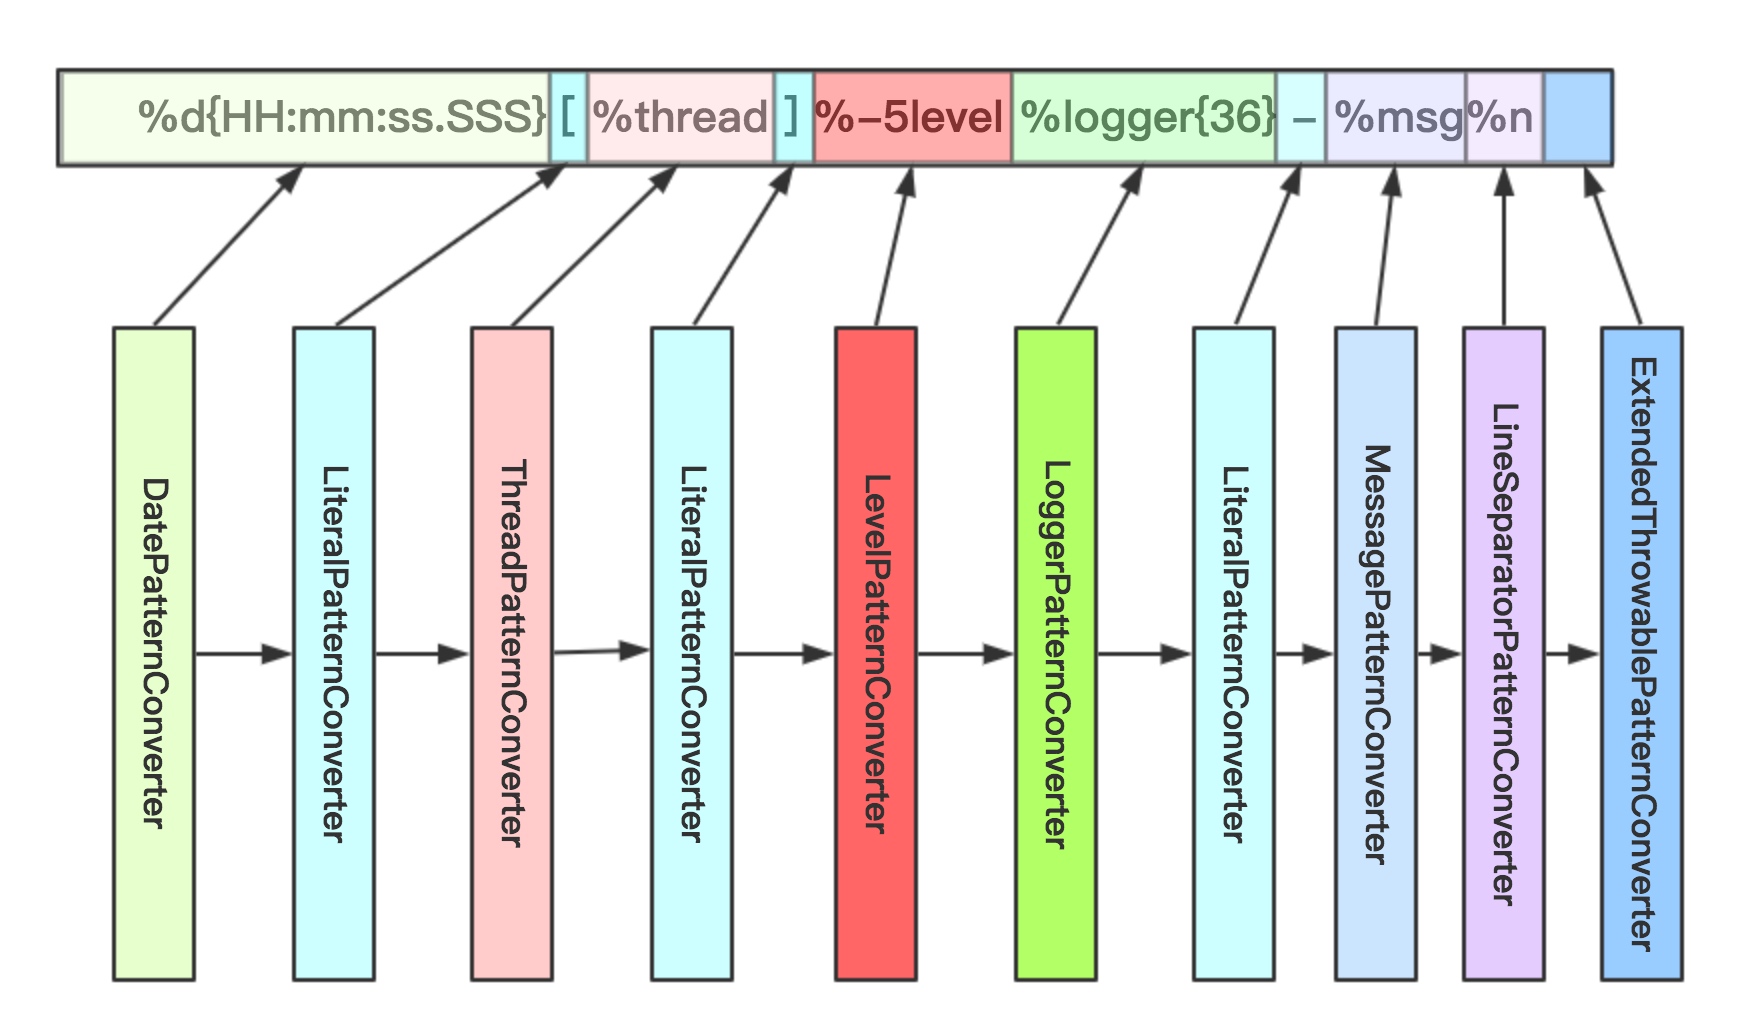 %d{HH:mm:ss.SSS} [ %thread ] %-5level %logger{36} - %msg %n
DatePatternConverter
LiteralPatternConverter
ThreadPatternConverter
LiteralPatternConverter
LevelPatternConverter
LoggerPatternConverter
LiteralPatternConverter
MessagePatternConverter
LineSeparatorPatternConverter
ExtendedThrowablePatternConverter